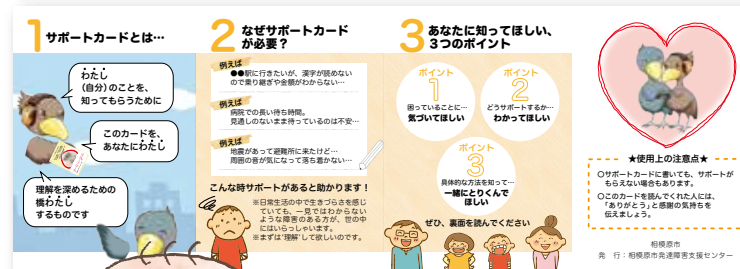 1 サポートカードとは…
わたし
（自分）のことを、
知ってもらうために
このカードを、
あなたにわたし
理解を深めるための
橋わたし
するものです
2 なぜサポートカード
が必要？
例えば
●●駅に行きたいが、漢字が読めない
ので乗り継ぎや金額がわからない…
例えば
病院での長い待ち時間。
見通しのないまま待っているのは不安…
例えば
地震があって避難所に来たけど…
周囲の音が気になって落ち着かない…
こんな時サポートがあると助かります！
※日常生活の中で生きづらさを感じ
ていても、一見ではわからない
ような障害のある方が、世の中
にはいらっしゃいます。
※まずは“理解”して欲しいのです。
3 あなたに知ってほしい、
3つのポイント
ポイント
1
困っていることに…
気づいてほしい
ポイント
2
どうサポートするか…
わかってほしい
ポイント
3
具体的な方法を知って…
一緒にとりくんで
ほしい
ぜひ、裏面を読んでください
★使用上の注意点★
○サポートカードに書いても、サポートが
もらえない場合もあります。
○このカードを読んでくれた人には、
「ありがとう」と感謝の気持ちを
伝えましょう。
相模原市
発　行：相模原市発達障害支援センター